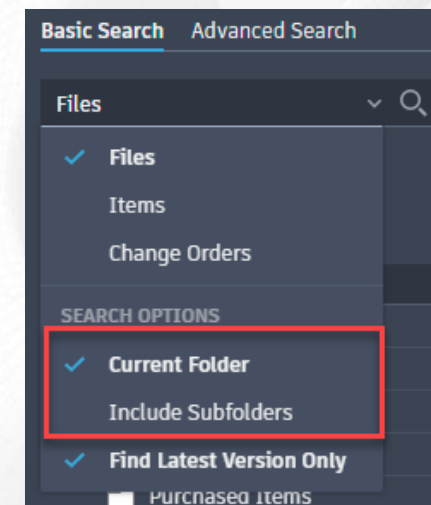 Basic Search Advanced Search
Files
Files
Items
Change Orders
SEARCH OPTIONS
Current Folder
Include Subfolders
Find Latest Version Only
Purchased Items